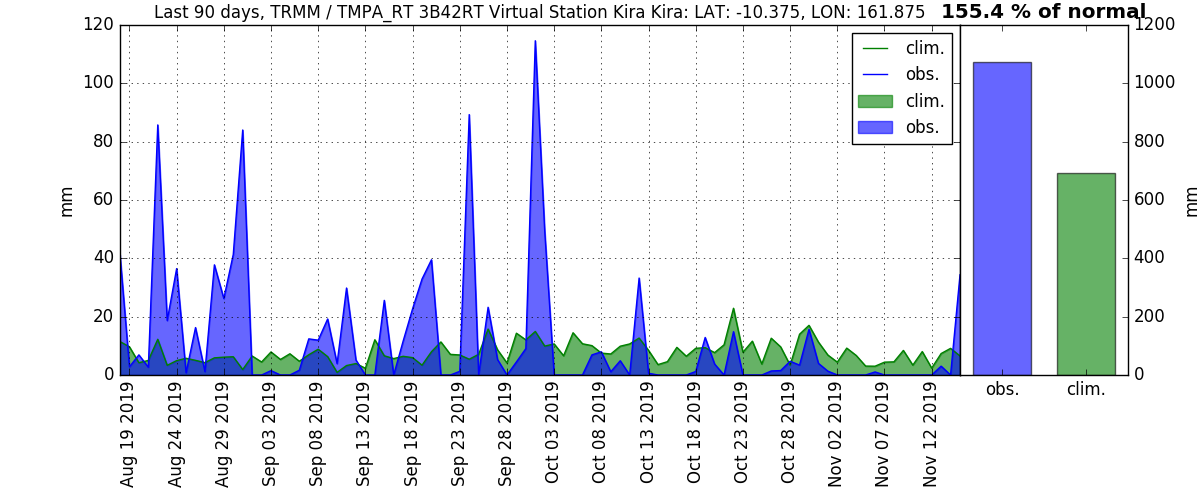 Last 90 days, TRMM / TMPA_RT 3B42RT Virtual Station Kira Kira: LAT: -10.375, LON: 161.875 155.4 % of normal
120
100
80
60
40
20
0
mm
clim.
obs.
clim.
obs.
1200
1000
800
600
400
200
0
mm
obs.
clim.
Aug 19 2019
Aug 24 2019
Aug 29 2019
Sep 03 2019
Sep 08 2019
Sep 13 2019
Sep 18 2019
Sep 23 2019
Sep 28 2019
Oct 03 2019
Oct 08 2019
Oct 13 2019
Oct 18 2019
Oct 23 2019
Oct 28 2019
Nov 02 2019
Nov 07 2019
Nov 12 2019